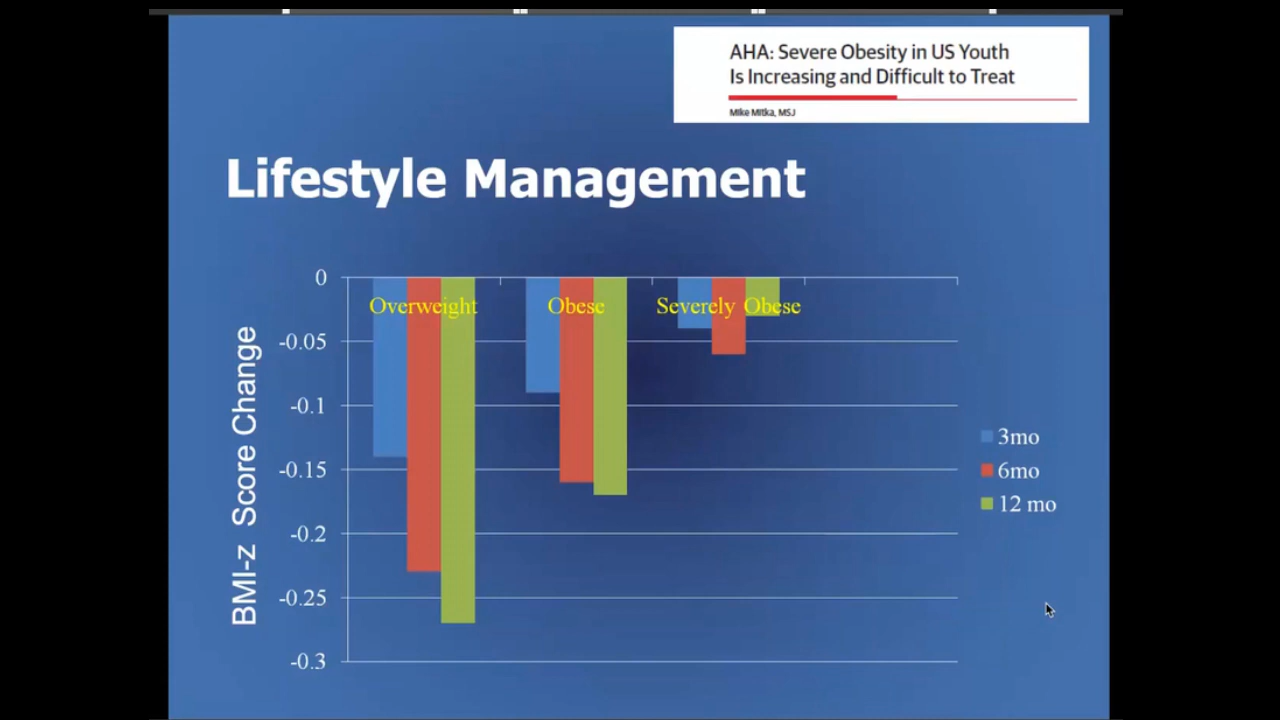 AHA: Severe Obesity in US Youth
Is Increasing and Difficult to Treat
Mike Mitka, MSJ
Lifestyle Management
BMI-z Score Change
0
-0.05
-0.1
-0.15
-0.2
-0.25
-0.3
Overweight
Obese
Severely Obese
3mo
6mo
12 mo